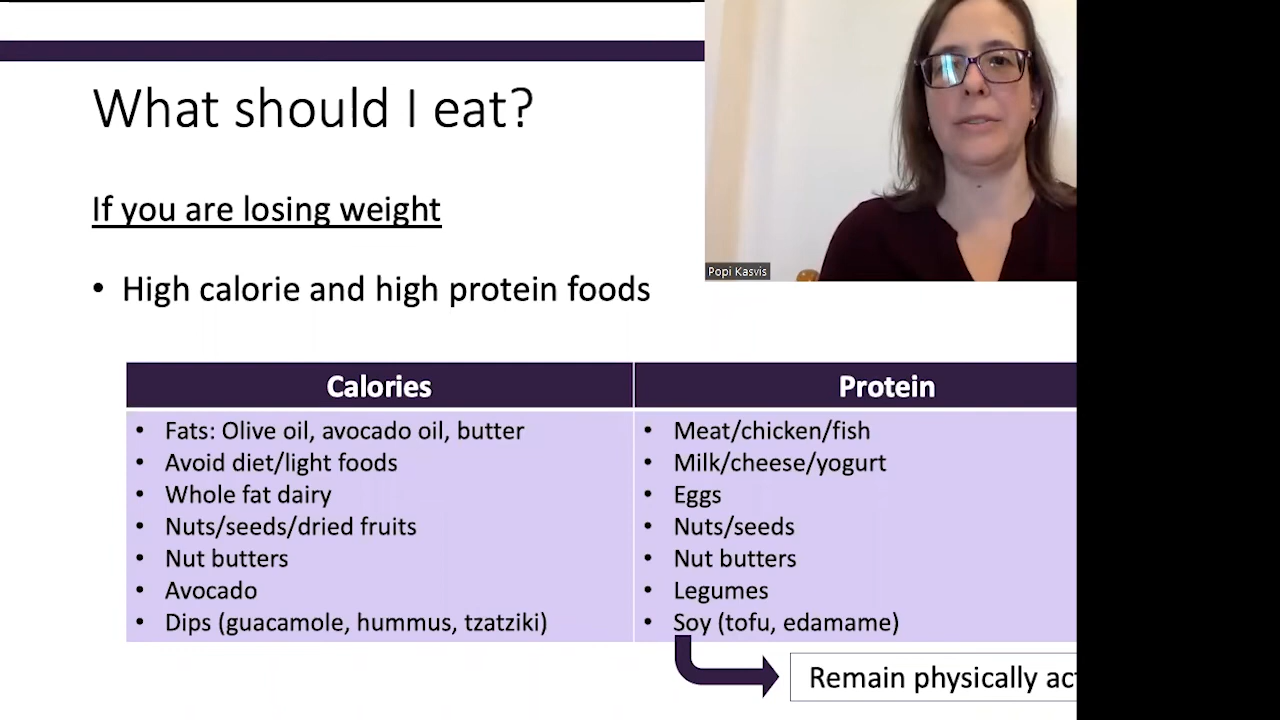 What should I eat?
Popi Kasvis
If you are losing weight
• High calorie and high protein foods
Calories
• Fats: Olive oil, avocado oil, butter
• Avoid diet/light foods
• Whole fat dairy
• Nuts/seeds/dried fruits
• Nut butters
• Avocado
• Dips (guacamole, hummus, tzatziki)
Protein
• Meat/chicken/fish
• Milk/cheese/yogurt
• Eggs
• Nuts/seeds
• Nut butters
• Legumes
• Soy (tofu, edamame)
Remain physically